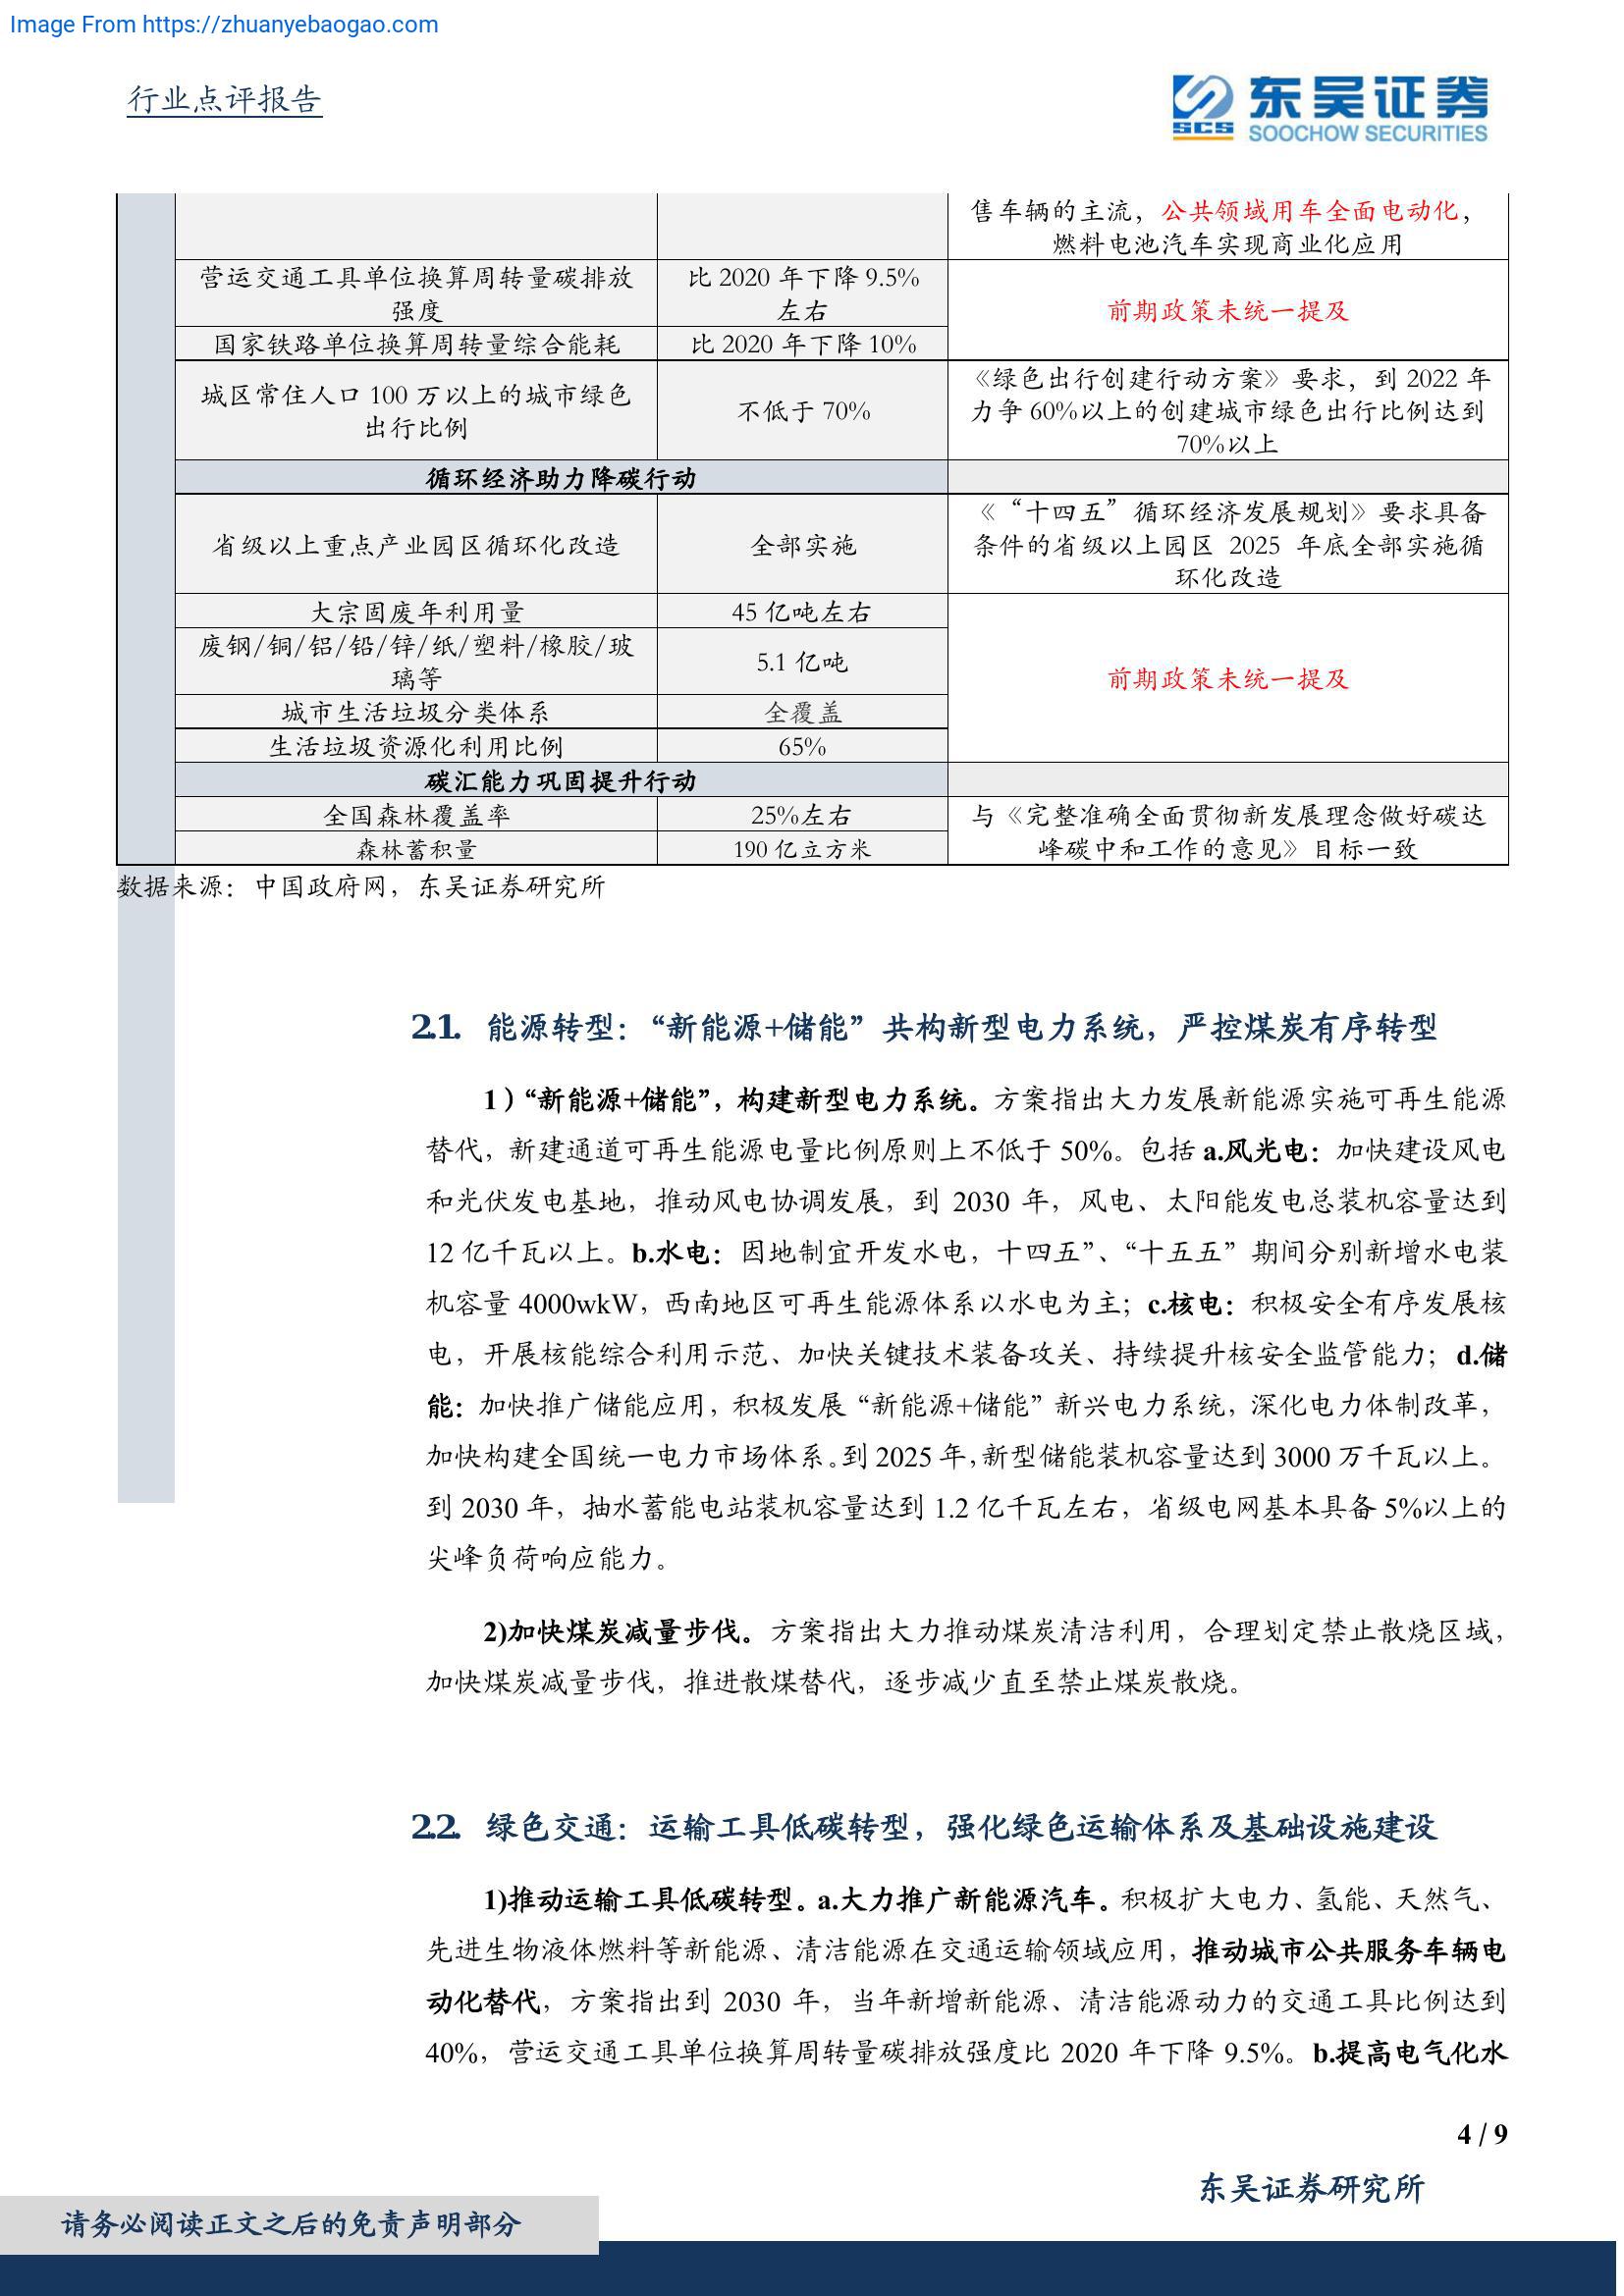 Image From https://zhuanyebaogao.com
行业点评报告
SCS
东吴证券
SOOCHOW SECURITIES
售车辆的主流，公共领域用车全面电动化，
燃料电池汽车实现商业化应用
营运交通工具单位换算周转量碳排放
强度
比 2020 年下降 9.5%
左右
前期政策未统一提及
国家铁路单位换算周转量综合能耗
比 2020 年下降 10%
城区常住人口 100 万以上的城市绿色
出行比例
不低于 70%
《绿色出行创建行动方案》要求，到 2022 年
力争 60%以上的创建城市绿色出行比例达到
70%以上
循环经济助力降碳行动
省级以上重点产业园区循环化改造
全部实施
《“十四五”循环经济发展规划》要求具备
条件的省级以上园区 2025 年底全部实施循
环化改造
大宗固废年利用量
45 亿吨左右
废钢/铜/铝/铅/锌/纸/塑料/橡胶/玻
璃等
5.1 亿吨
前期政策未统一提及
城市生活垃圾分类体系
全覆盖
生活垃圾资源化利用比例
65%
碳汇能力巩固提升行动
全国森林覆盖率
25%左右
与《完整准确全面贯彻新发展理念做好碳达
峰碳中和工作的意见》目标一致
森林蓄积量
190 亿立方米
数据来源：中国政府网，东吴证券研究所
2.1. 能源转型：“新能源+储能”共构新型电力系统，严控煤炭有序转型
1）“新能源+储能”，构建新型电力系统。方案指出大力发展新能源实施可再生能源
替代，新建通道可再生能源电量比例原则上不低于 50%。包括 a.风光电：加快建设风电
和光伏发电基地，推动风电协调发展，到 2030 年，风电、太阳能发电总装机容量达到
12 亿千瓦以上。b.水电：因地制宜开发水电，十四五”、“十五五”期间分别新增水电装
机容量 4000wkW，西南地区可再生能源体系以水电为主；c.核电：积极安全有序发展核
电，开展核能综合利用示范、加快关键技术装备攻关、持续提升核安全监管能力；d.储
能：加快推广储能应用，积极发展“新能源+储能”新兴电力系统，深化电力体制改革，
加快构建全国统一电力市场体系。到 2025 年，新型储能装机容量达到 3000 万千瓦以上。
到 2030 年，抽水蓄能电站装机容量达到 1.2 亿千瓦左右，省级电网基本具备 5%以上的
尖峰负荷响应能力。
2)加快煤炭减量步伐。方案指出大力推动煤炭清洁利用，合理划定禁止散烧区域，
加快煤炭减量步伐，推进散煤替代，逐步减少直至禁止煤炭散烧。
2.2. 绿色交通：运输工具低碳转型，强化绿色运输体系及基础设施建设
1)推动运输工具低碳转型。a.大力推广新能源汽车。积极扩大电力、氢能、天然气、
先进生物液体燃料等新能源、清洁能源在交通运输领域应用，推动城市公共服务车辆电
动化替代，方案指出到 2030 年，当年新增新能源、清洁能源动力的交通工具比例达到
40%，营运交通工具单位换算周转量碳排放强度比 2020 年下降 9.5%。b.提高电气化水
4 / 9
东吴证券研究所
请务必阅读正文之后的免责声明部分